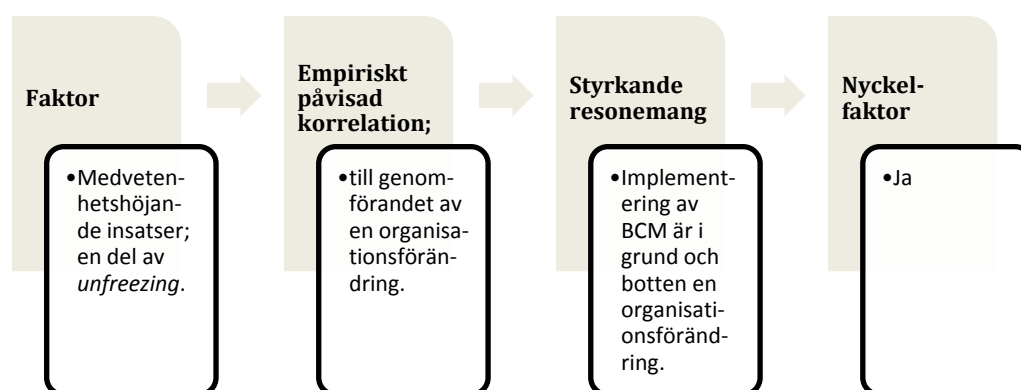 Faktor
•Medveten-
hetshöjan-
de insatser;
en del av
unfreezing.
Empiriskt
påvisad
korrelation;
•till genom-
förandet av
en organisa-
tionsförän-
dring.
Styrkande
resonemang
•Implement-
ering av
BCM är i
grund och
botten en
organisati-
onsföränd-
ring.
Nyckel-
faktor
•Ja